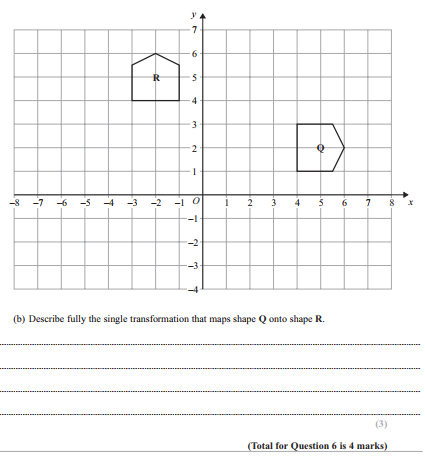 y
7
6
R
5
4
3
2
Q
1
-8 -7 -6 -5 -4 -3 -2 -1 O 1 2 3 4 5 6 7 8 x
-1
-2
-3
-4
(b) Describe fully the single transformation that maps shape Q onto shape R.
(3)
(Total for Question 6 is 4 marks)